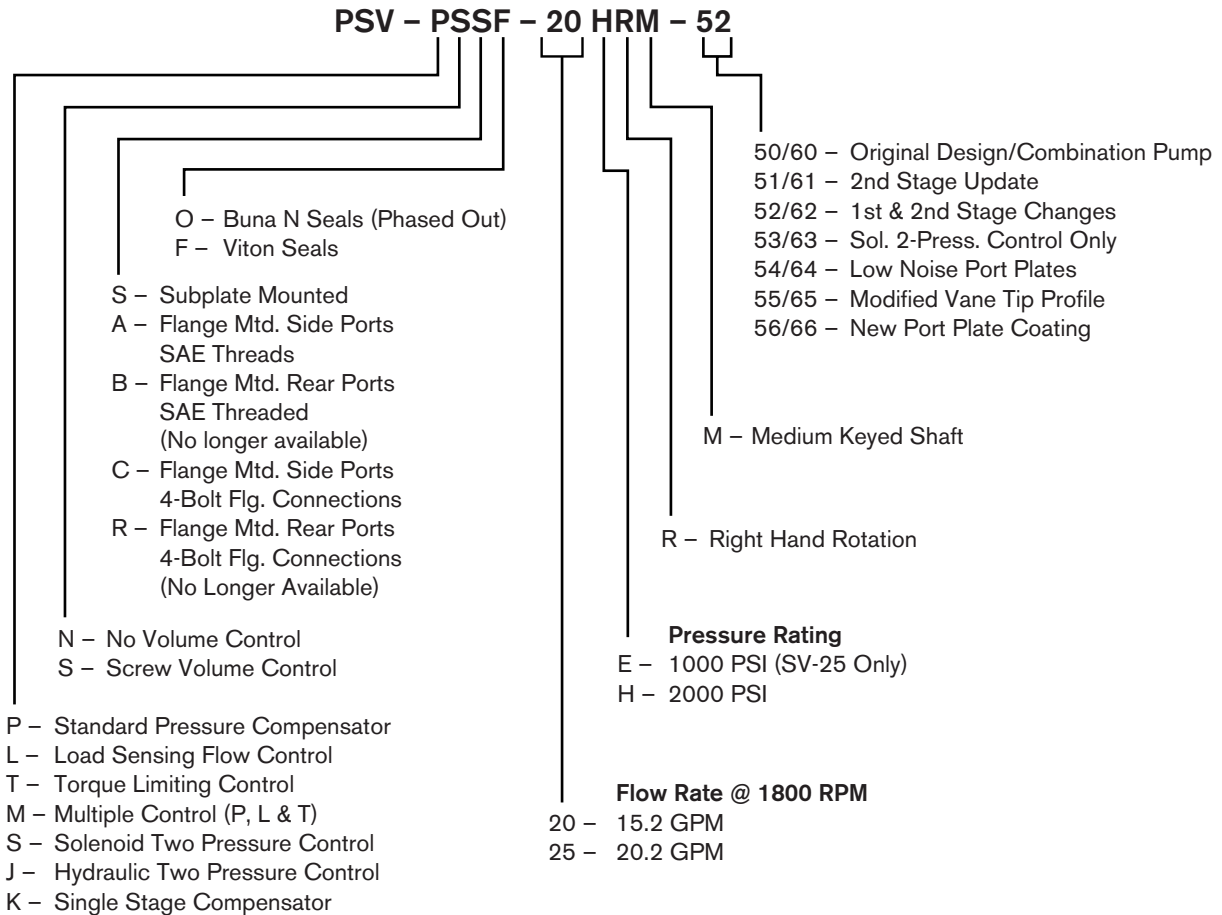 PSV – PSSF – 20 HRM – 52
50/60 – Original Design/Combination Pump
51/61 – 2nd Stage Update
52/62 – 1st & 2nd Stage Changes
53/63 – Sol. 2-Press. Control Only
54/64 – Low Noise Port Plates
55/65 – Modified Vane Tip Profile
56/66 – New Port Plate Coating
O – Buna N Seals (Phased Out)
F – Viton Seals
S – Subplate Mounted
A – Flange Mtd. Side Ports
SAE Threads
B – Flange Mtd. Rear Ports
SAE Threaded
(No longer available)
C – Flange Mtd. Side Ports
4-Bolt Flg. Connections
R – Flange Mtd. Rear Ports
4-Bolt Flg. Connections
(No Longer Available)
M – Medium Keyed Shaft
R – Right Hand Rotation
N – No Volume Control
S – Screw Volume Control
Pressure Rating
E – 1000 PSI (SV-25 Only)
H – 2000 PSI
P – Standard Pressure Compensator
L – Load Sensing Flow Control
T – Torque Limiting Control
M – Multiple Control (P, L & T)
S – Solenoid Two Pressure Control
J – Hydraulic Two Pressure Control
K – Single Stage Compensator
Flow Rate @ 1800 RPM
20 – 15.2 GPM
25 – 20.2 GPM